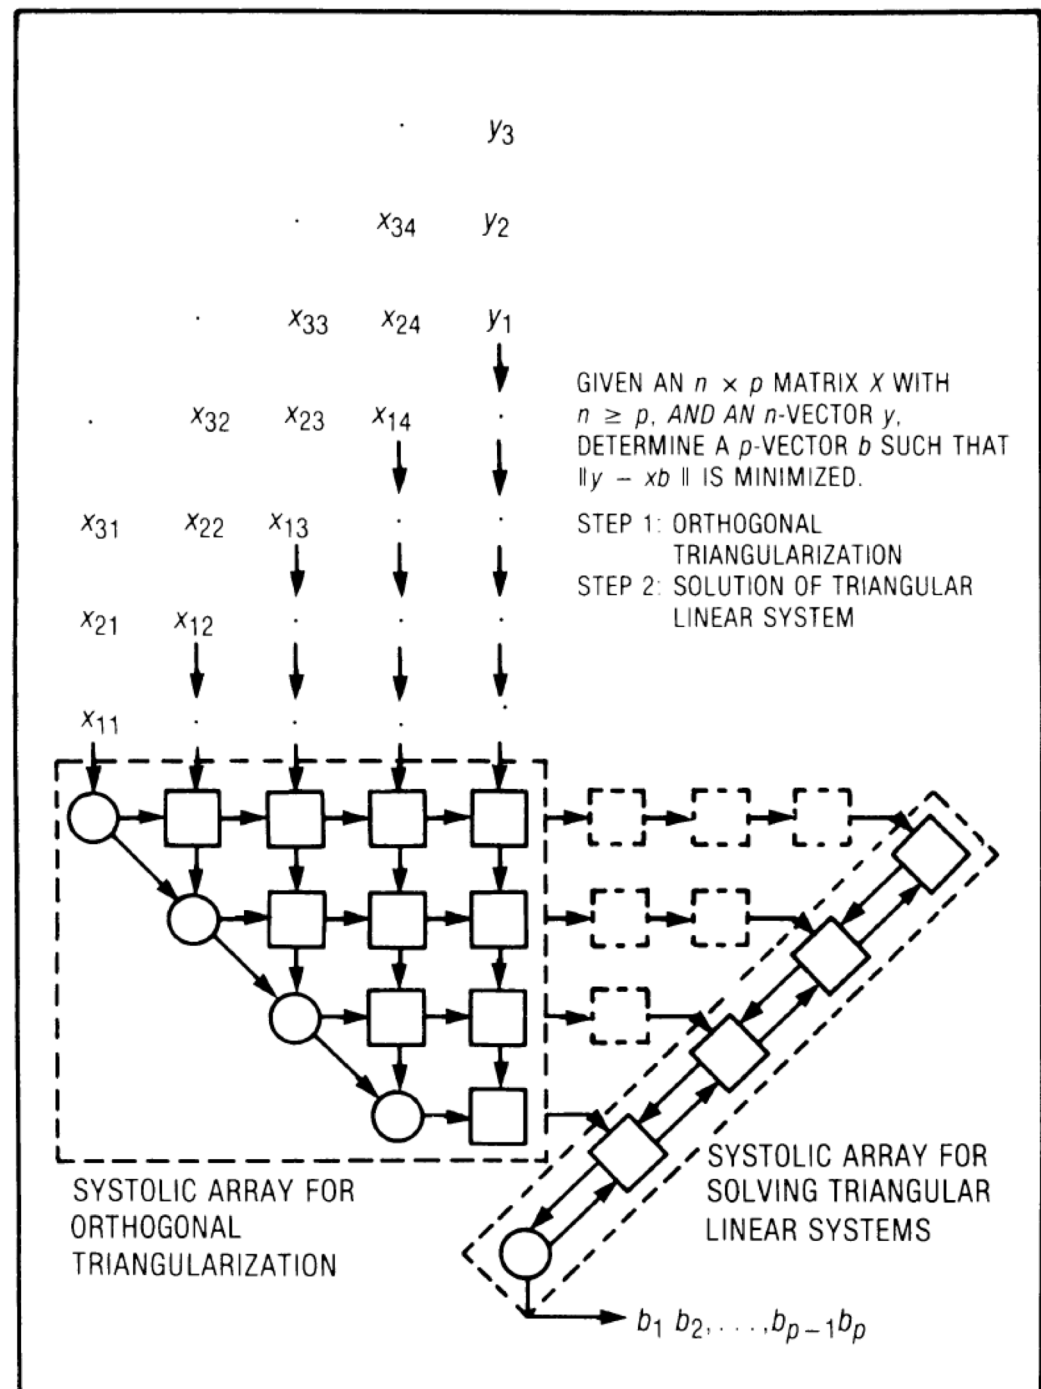 y3
x34 y2
x33 x24 y1
x32 x23 x14
x31 x22 x13
x21 x12
x11
GIVEN AN n × p MATRIX X WITH
n ≥ p, AND AN n-VECTOR y,
DETERMINE A p-VECTOR b SUCH THAT
‖y − xb‖ IS MINIMIZED.
STEP 1: ORTHOGONAL
TRIANGULARIZATION
STEP 2: SOLUTION OF TRIANGULAR
LINEAR SYSTEM
SYSTOLIC ARRAY FOR
ORTHOGONAL
TRIANGULARIZATION
SYSTOLIC ARRAY FOR
SOLVING TRIANGULAR
LINEAR SYSTEMS
b1 b2, . . . ,bp−1bp